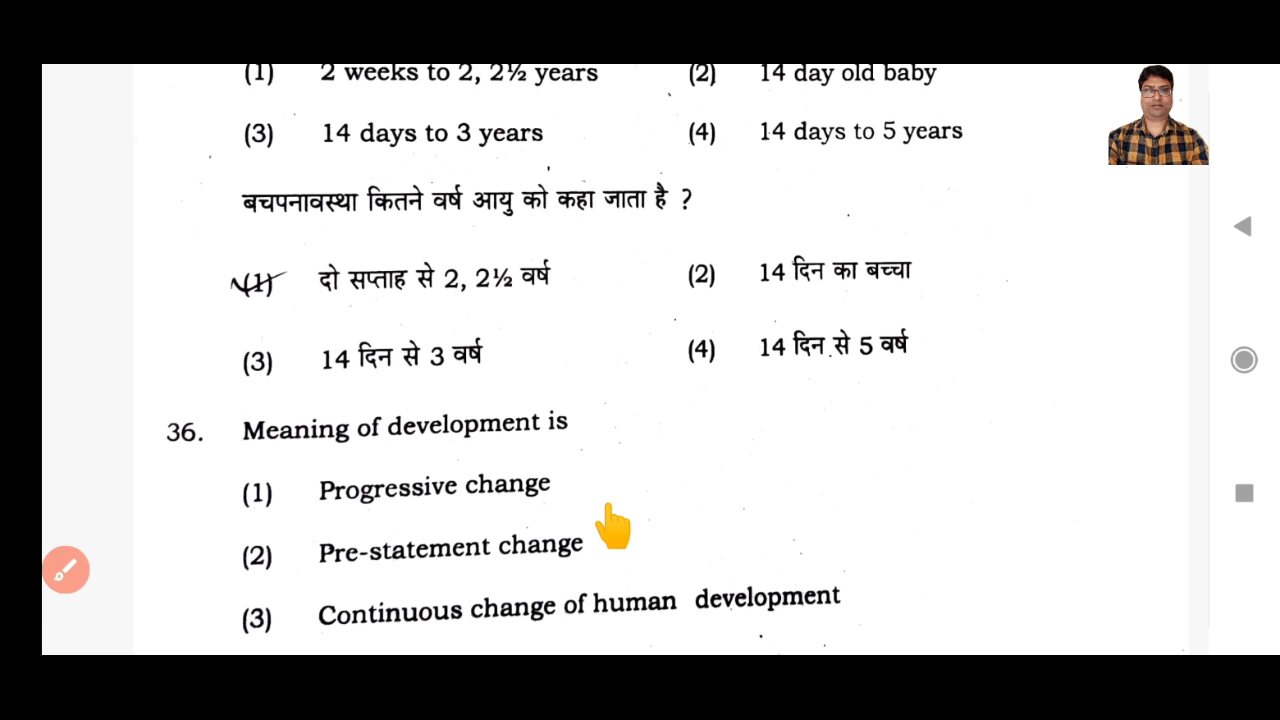 (1) 2 weeks to 2, 2½ years (2) 14 day old baby
(3) 14 days to 3 years (4) 14 days to 5 years
बचपनावस्था कितने वर्ष आयु को कहा जाता है ?
(1) दो सप्ताह से 2, 2½ वर्ष (2) 14 दिन का बच्चा
(3) 14 दिन से 3 वर्ष (4) 14 दिन से 5 वर्ष
36. Meaning of development is
(1) Progressive change
(2) Pre-statement change
(3) Continuous change of human development